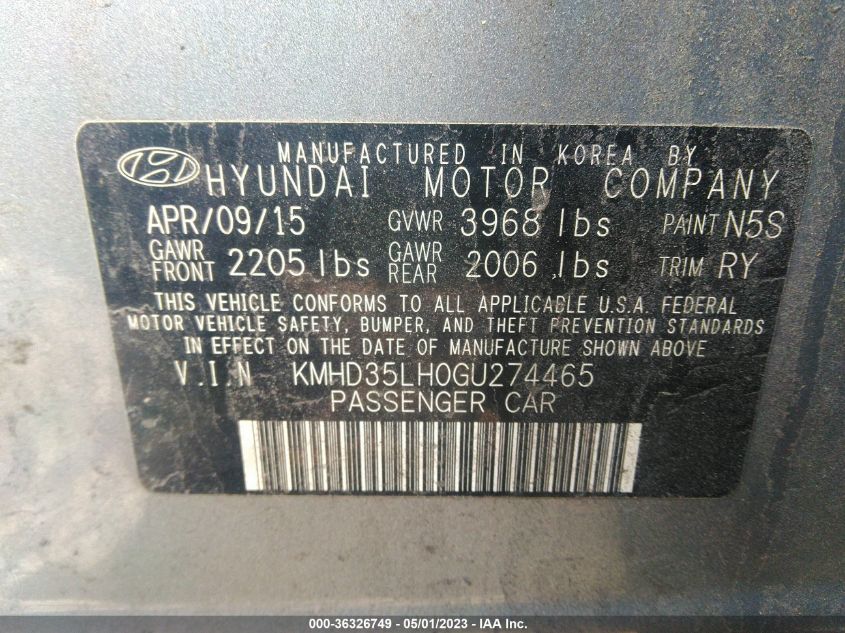 MANUFACTURED IN KOREA BY
HYUNDAI MOTOR COMPANY
APR/09/15 GVWR 3968 lbs PAINT N5S
GAWR FRONT 2205 lbs GAWR REAR 2006 lbs TRIM RY
THIS VEHICLE CONFORMS TO ALL APPLICABLE U.S.A. FEDERAL
MOTOR VEHICLE SAFETY, BUMPER, AND THEFT PREVENTION STANDARDS
IN EFFECT ON THE DATE OF MANUFACTURE SHOWN ABOVE
V.I.N KMHD35LH0GU274465
PASSENGER CAR
000-36326749 - 05/01/2023 - IMPACT AUTO AUCTIONS INC.